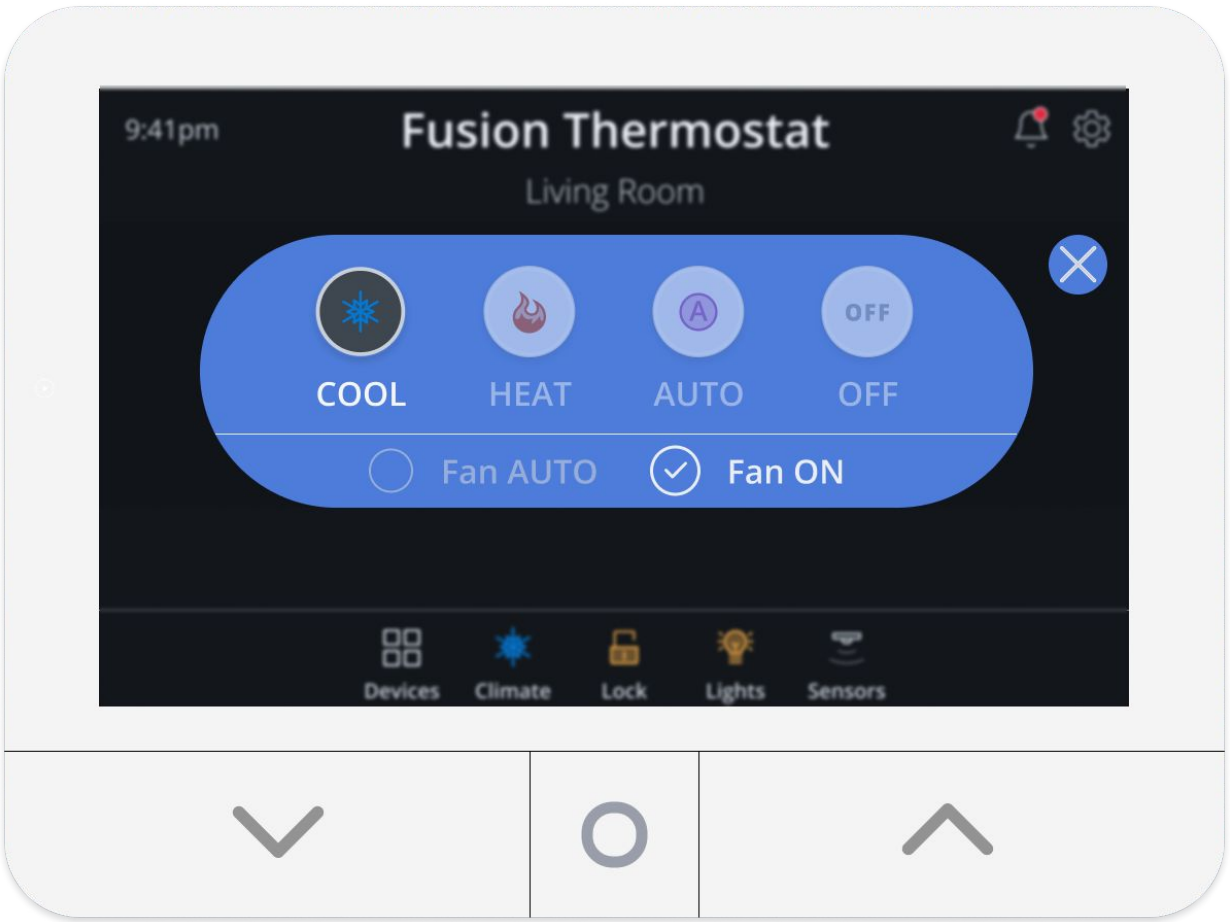 9:41pm
Fusion Thermostat
Living Room
A
OFF
COOL HEAT AUTO OFF
Fan AUTO Fan ON
Devices Climate Lock Lights Sensors